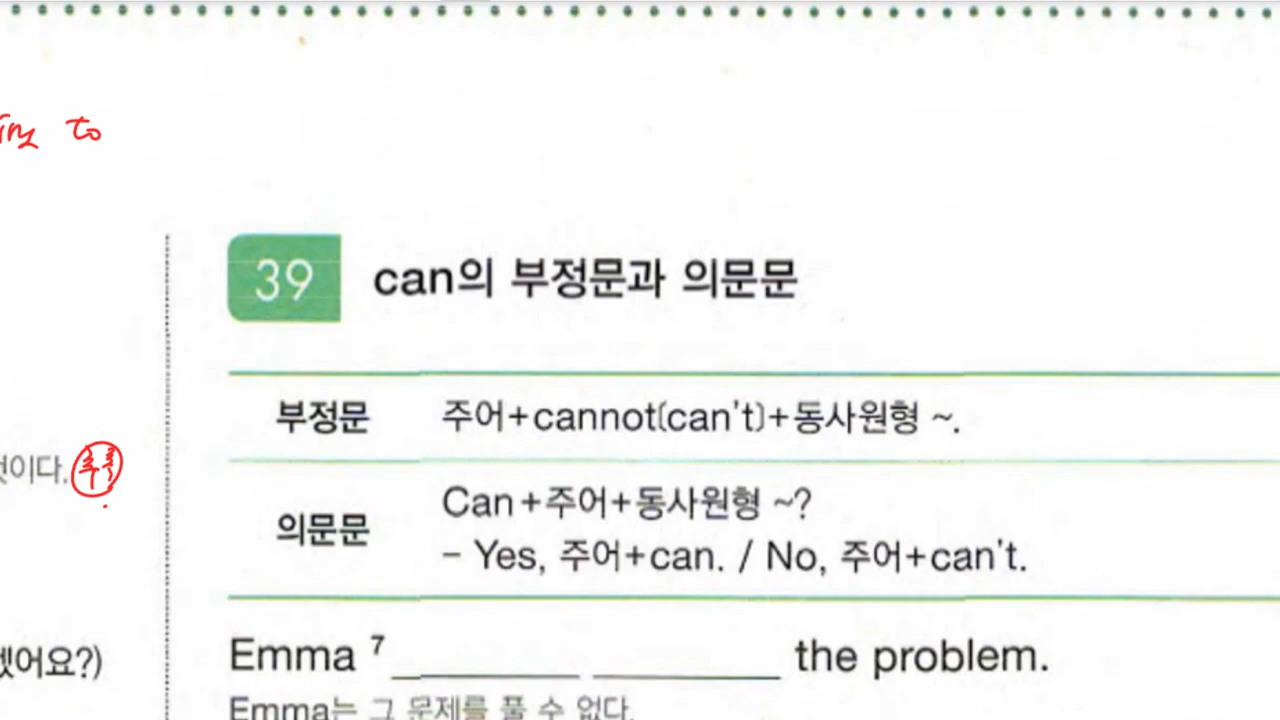 to
39 can의 부정문과 의문문
부정문 주어+cannot(can't)+동사원형 ~.
것이다. 추측
의문문 Can+주어+동사원형 ~?
– Yes, 주어+can. / No, 주어+can't.
겠어요?)
Emma 7 ________ ________ the problem.
Emma는 그 문제를 풀 수 없다.